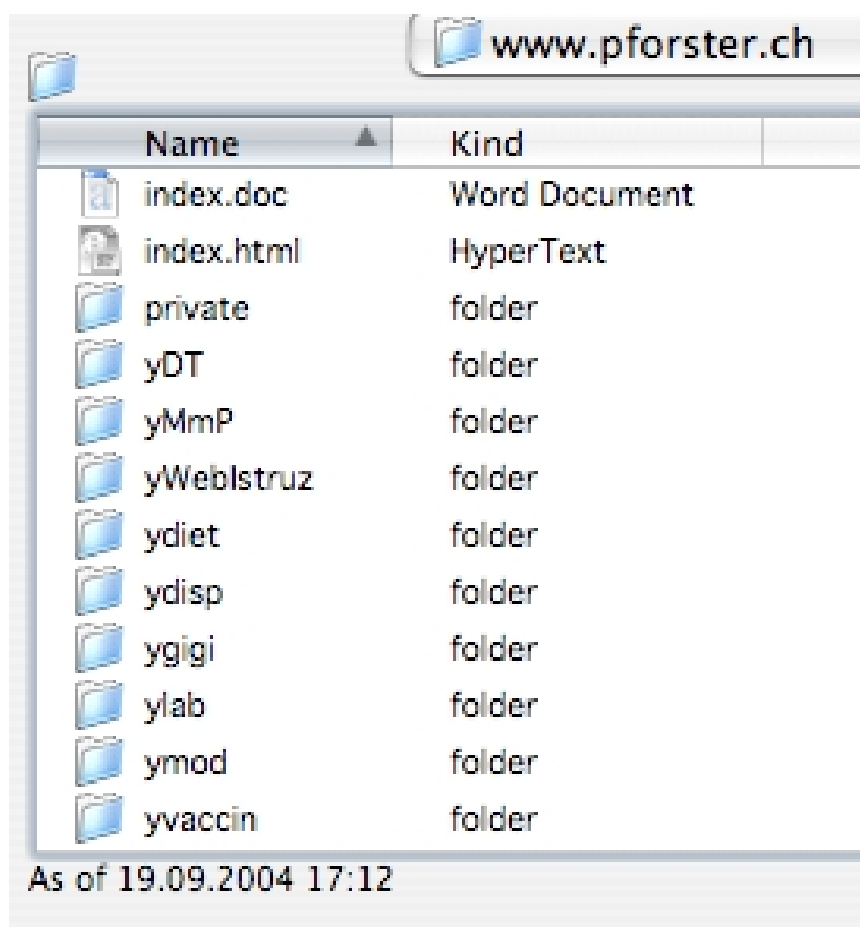 www.pforster.ch
Name Kind
index.doc Word Document
index.html HyperText
private folder
yDT folder
yMmP folder
yWebIstruz folder
ydiet folder
ydisp folder
ygigi folder
ylab folder
ymod folder
yvaccin folder
As of 19.09.2004 17:12